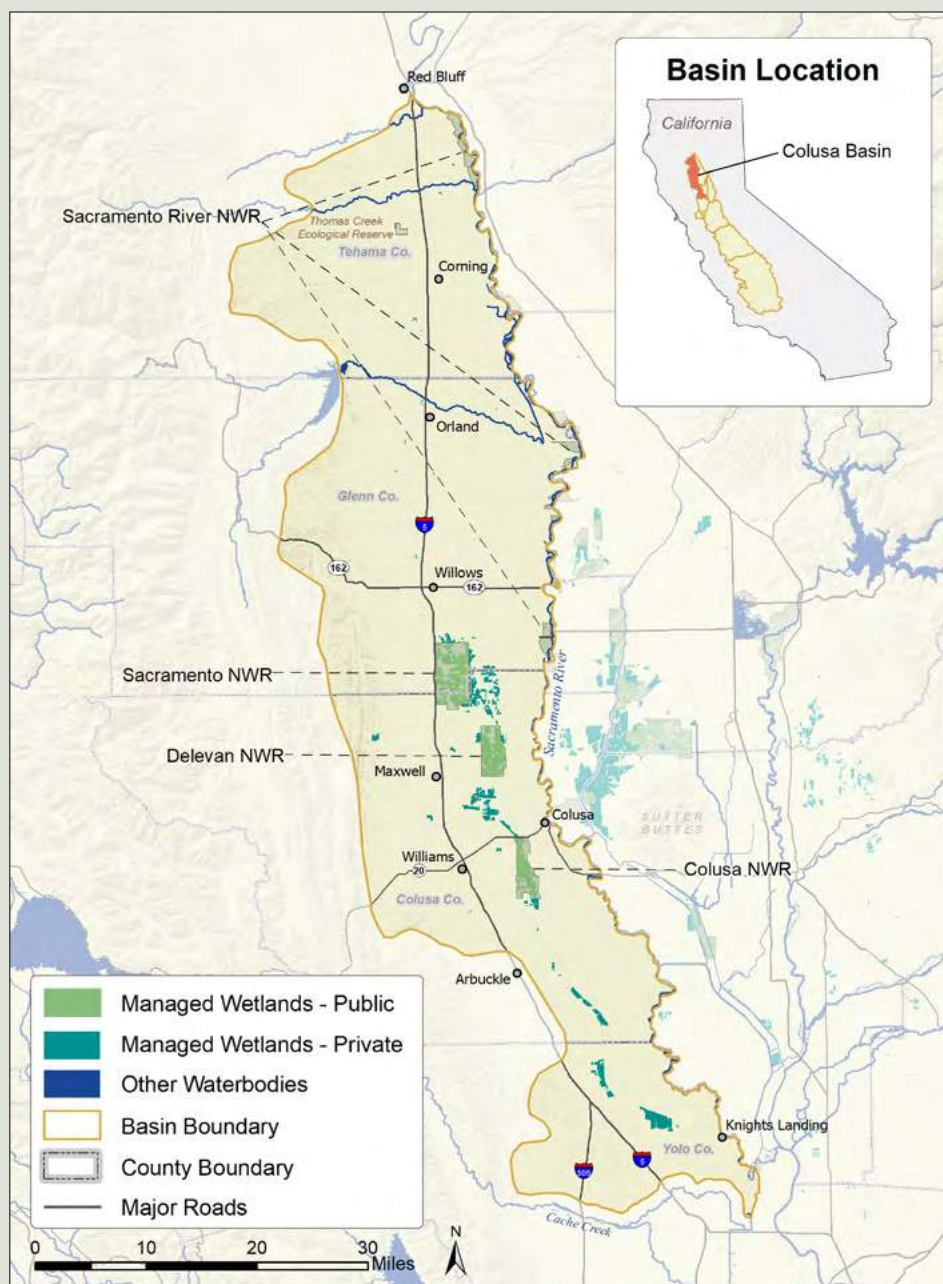 Red Bluff
Basin Location
California
Colusa Basin
Sacramento River NWR
Thomas Creek
Ecological Reserve
Tehama Co.
Corning
Orland
Glenn Co.
5
162
Willows
162
Sacramento NWR
Sacramento River
Delevan NWR
Maxwell
Colusa
SUTTER
BUTTES
Williams
20
Colusa NWR
Colusa Co.
Arbuckle
Managed Wetlands - Public
Managed Wetlands - Private
Other Waterbodies
Basin Boundary
County Boundary
Major Roads
Knights Landing
Yolo Co.
505
5
Cache Creek
N
0 10 20 30
Miles